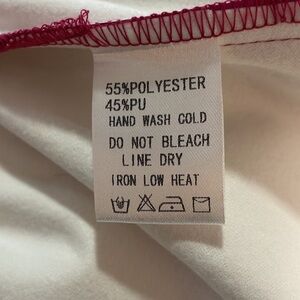 55%POLYESTER
45%PU
HAND WASH COLD
DO NOT BLEACH
LINE DRY
IRON LOW HEAT